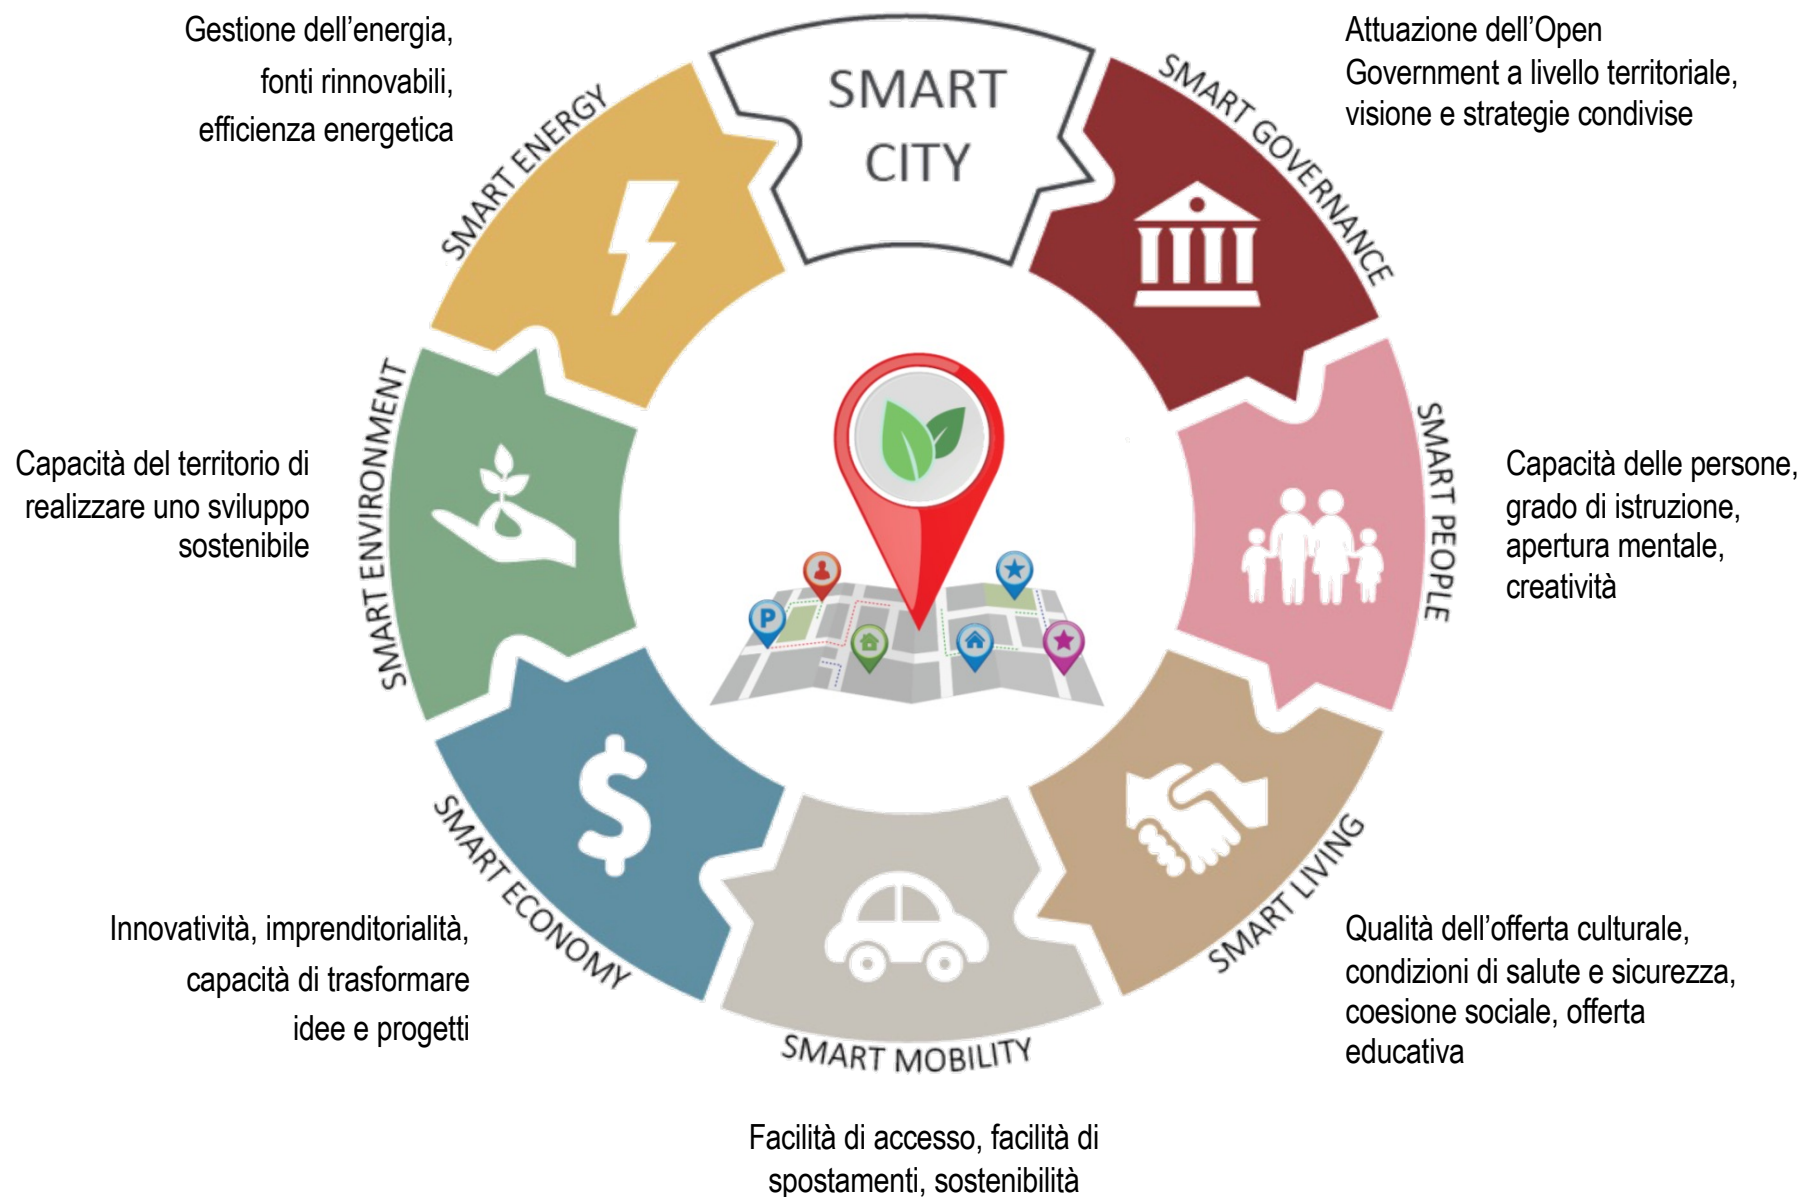 Gestione dell’energia,
fonti rinnovabili,
efficienza energetica
SMART
CITY
Attuazione dell’Open
Government a livello territoriale,
visione e strategie condivise
SMART ENERGY
SMART GOVERNANCE
SMART ENVIRONMENT
SMART PEOPLE
Capacità del territorio di
realizzare uno sviluppo
sostenibile
Capacità delle persone,
grado di istruzione,
apertura mentale,
creatività
P
SMART ECONOMY
SMART LIVING
Innovatività, imprenditorialità,
capacità di trasformare
idee e progetti
SMART MOBILITY
Qualità dell’offerta culturale,
condizioni di salute e sicurezza,
coesione sociale, offerta
educativa
Facilità di accesso, facilità di
spostamenti, sostenibilità